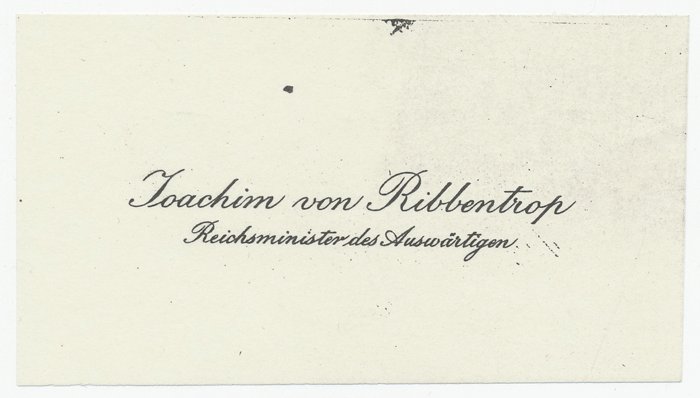 Joachim von Ribbentrop
Reichsminister des Auswärtigen